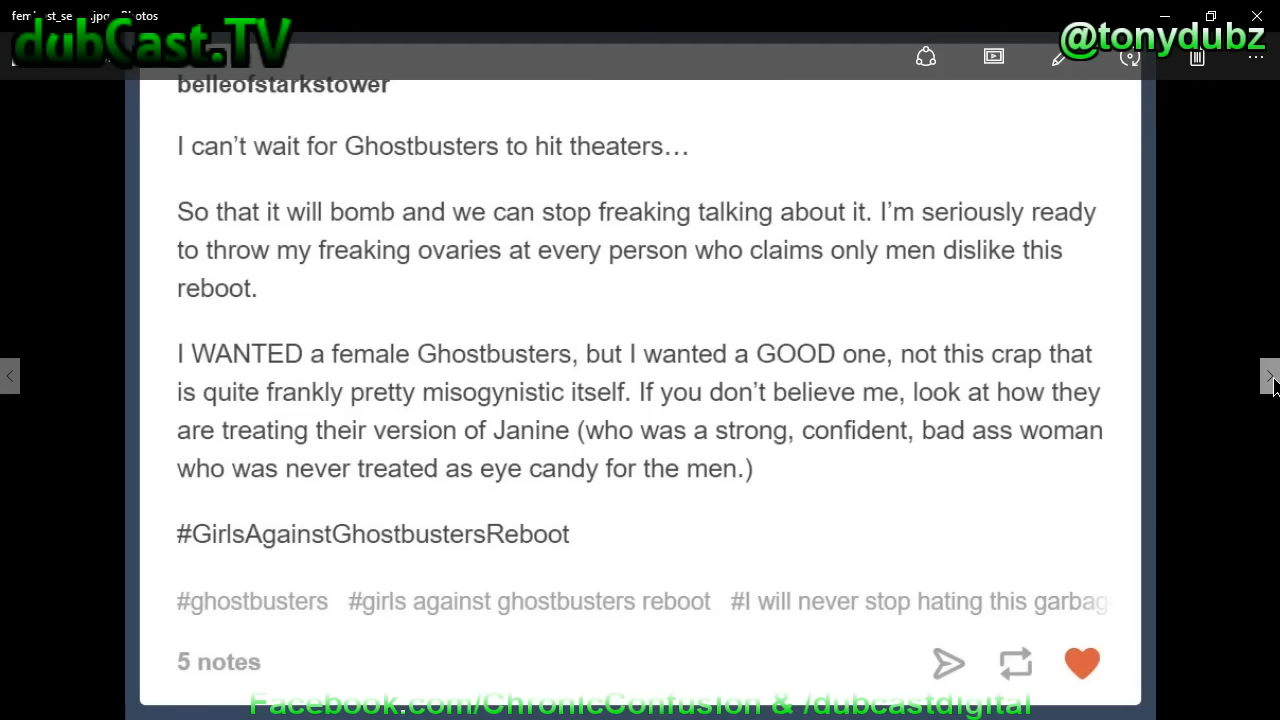 dubCast.TV
@tonydubz
belleofstarkstower
I can’t wait for Ghostbusters to hit theaters…
So that it will bomb and we can stop freaking talking about it. I’m seriously ready
to throw my freaking ovaries at every person who claims only men dislike this
reboot.
I WANTED a female Ghostbusters, but I wanted a GOOD one, not this crap that
is quite frankly pretty misogynistic itself. If you don’t believe me, look at how they
are treating their version of Janine (who was a strong, confident, bad ass woman
who was never treated as eye candy for the men.)
#GirlsAgainstGhostbustersReboot
#ghostbusters #girls against ghostbusters reboot #I will never stop hating this garbag
5 notes
Facebook.com/ChronicConfusion & /dubcastdigital